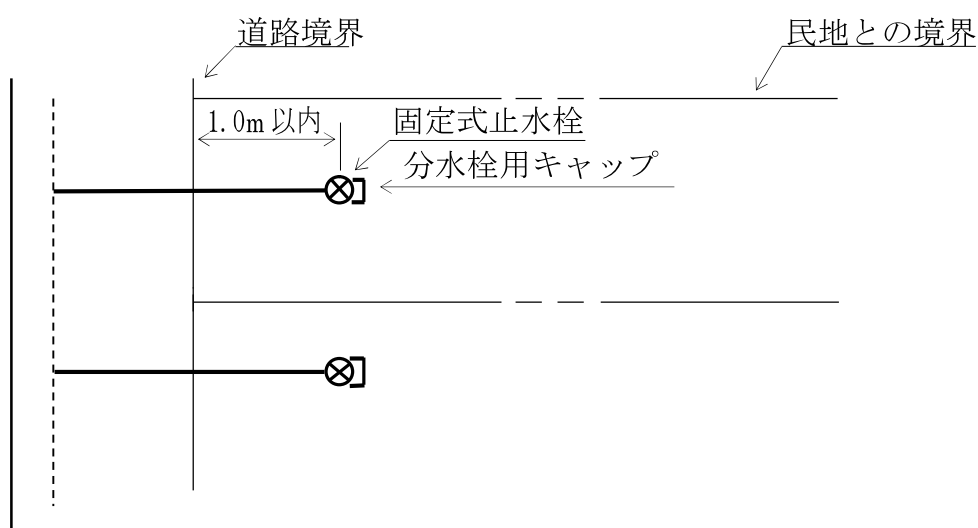 道路境界
民地との境界
1.0m以内
固定式止水栓
分水栓用キャップ